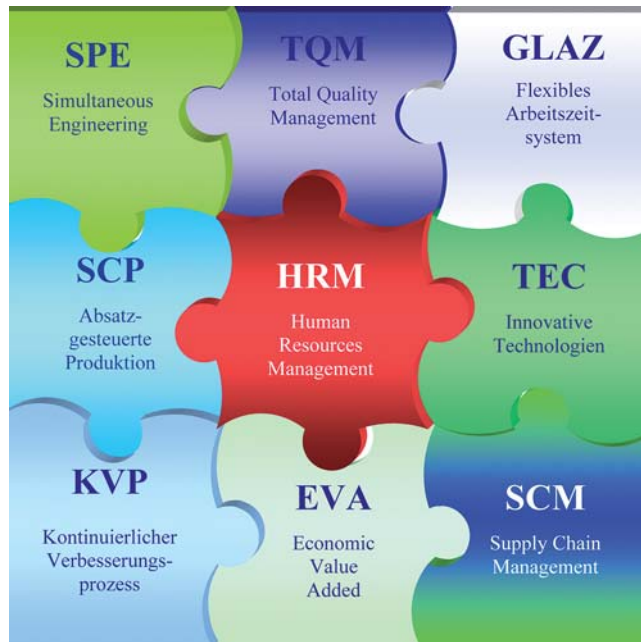 SPE
Simultaneous
Engineering
TQM
Total Quality
Management
GLAZ
Flexibles
Arbeitszeit-
system
SCP
Absatz-
gesteuerte
Produktion
HRM
Human
Resources
Management
TEC
Innovative
Technologien
KVP
Kontinuierlicher
Verbesserungs-
prozess
EVA
Economic
Value
Added
SCM
Supply Chain
Management